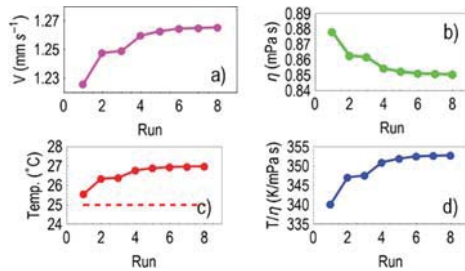 V (mm s⁻¹)
1.27
1.25
1.23
0 2 4 6 8
Run
a)
η (mPa s)
0.89
0.88
0.87
0.86
0.85
0.84
0 2 4 6 8
Run
b)
Temp. (°C)
28
27
26
25
24
0 2 4 6 8
Run
c)
T/η (K/mPa s)
355
350
345
340
335
0 2 4 6 8
Run
d)